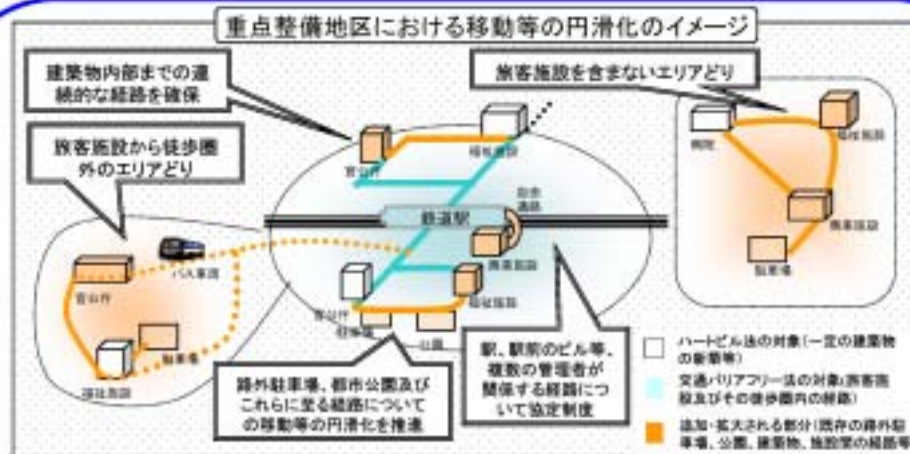 重点整備地区における移動等の円滑化のイメージ
建築物内部までの連
続的な経路を確保
旅客施設を含まないエリアどり
旅客施設から徒歩圏
外のエリアどり
官公庁
福祉施設
病院
福祉施設
商業施設
駐車場
鉄道駅
商業施設
福祉施設
官公庁
駐車場
公園
バス車両
官公庁
駐車場
福祉施設
路外駐車場、都市公園及び
これらに至る経路について
の移動等の円滑化を推進
駅、駅前のビル等、
複数の管理者が
関係する経路につ
いて協定制度
ハートビル法の対象(一定の建築物
の新築等)
交通バリアフリー法の対象(旅客施
設及びその徒歩圏内の経路)
追加・拡大される部分(既存の路外駐
車場、公園、建築物、施設間の経路等